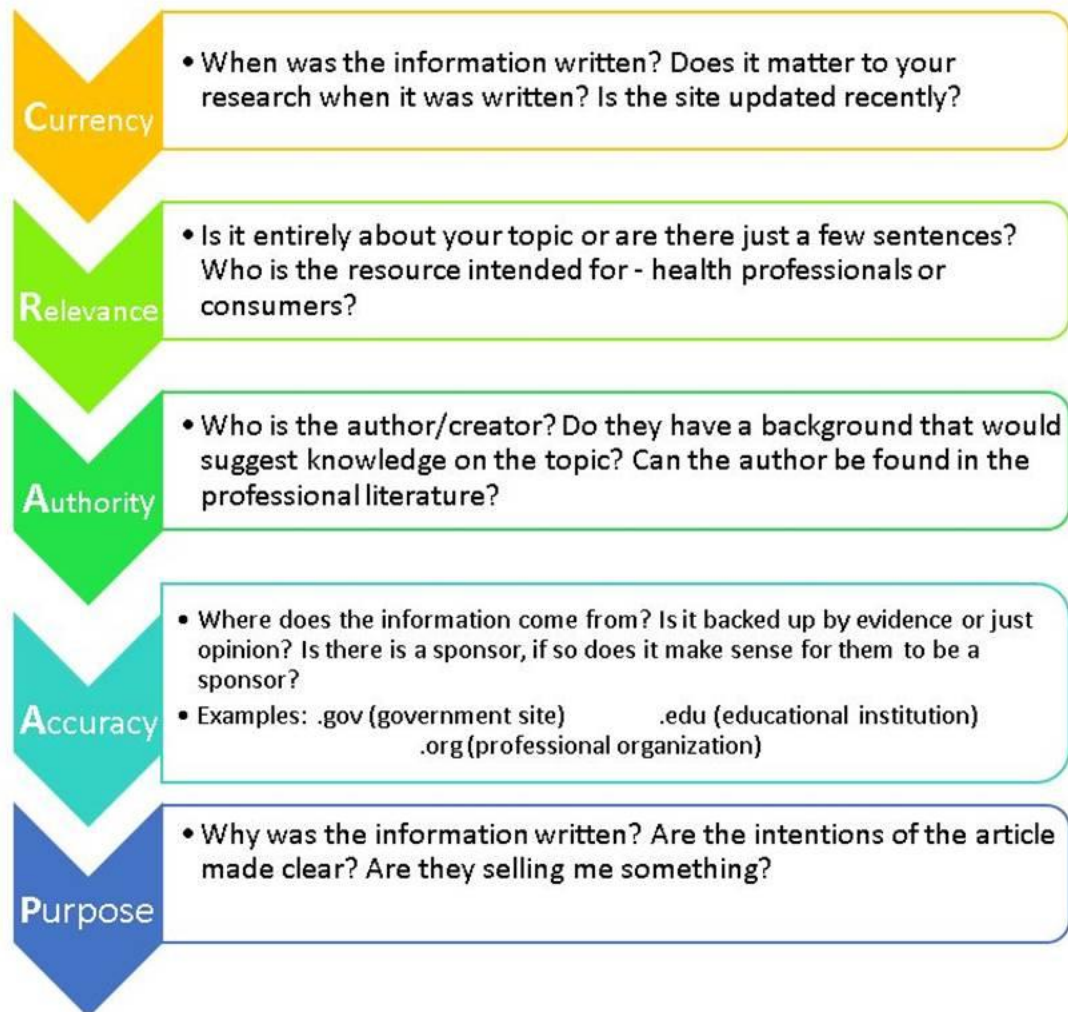 Currency
• When was the information written? Does it matter to your
research when it was written? Is the site updated recently?
Relevance
• Is it entirely about your topic or are there just a few sentences?
Who is the resource intended for - health professionals or
consumers?
Authority
• Who is the author/creator? Do they have a background that would
suggest knowledge on the topic? Can the author be found in the
professional literature?
Accuracy
• Where does the information come from? Is it backed up by evidence or just
opinion? Is there is a sponsor, if so does it make sense for them to be a
sponsor?
• Examples: .gov (government site) .edu (educational institution)
.org (professional organization)
Purpose
• Why was the information written? Are the intentions of the article
made clear? Are they selling me something?